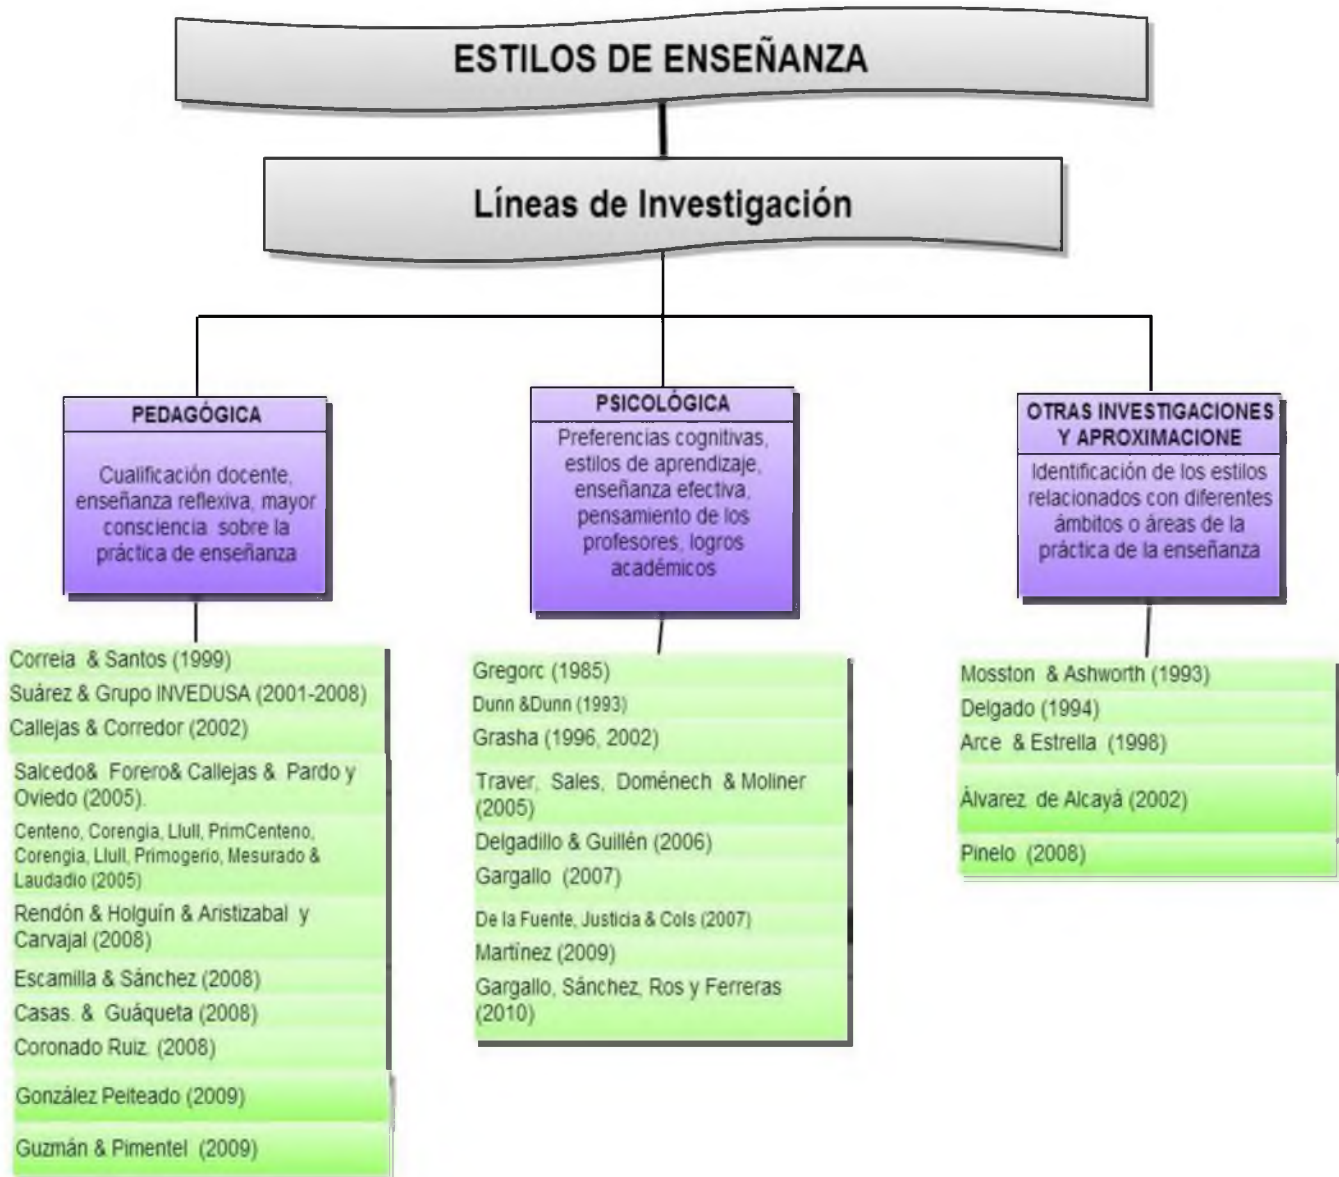 ESTILOS DE ENSEÑANZA
Líneas de Investigación
PEDAGÓGICA
Cualificación docente,
enseñanza reflexiva, mayor
consciencia sobre la
práctica de enseñanza
Correia & Santos (1999)
Suárez & Grupo INVEDUSA (2001-2008)
Callejas & Corredor (2002)
Salcedo& Forero& Callejas & Pardo y
Oviedo (2005).
Centeno, Corengia, Llull, PrimCenteno,
Corengia, Llull, Primogerio, Mesurado &
Laudadio (2005)
Rendón & Holguín & Aristizabal y
Carvajal (2008)
Escamilla & Sánchez (2008)
Casas. & Guáqueta (2008)
Coronado Ruiz. (2008)
González Peiteado (2009)
Guzmán & Pimentel (2009)
PSICOLÓGICA
Preferencias cognitivas,
estilos de aprendizaje,
enseñanza efectiva,
pensamiento de los
profesores, logros
académicos
Gregorc (1985)
Dunn &Dunn (1993)
Grasha (1996, 2002)
Traver, Sales, Doménech & Moliner
(2005)
Delgadillo & Guillén (2006)
Gargallo (2007)
De la Fuente, Justicia & Cols (2007)
Martínez (2009)
Gargallo, Sánchez, Ros y Ferreras
(2010)
OTRAS INVESTIGACIONES
Y APROXIMACIONE
Identificación de los estilos
relacionados con diferentes
ámbitos o áreas de la
práctica de la enseñanza
Mosston & Ashworth (1993)
Delgado (1994)
Arce & Estrella (1998)
Álvarez de Alcayá (2002)
Pinelo (2008)